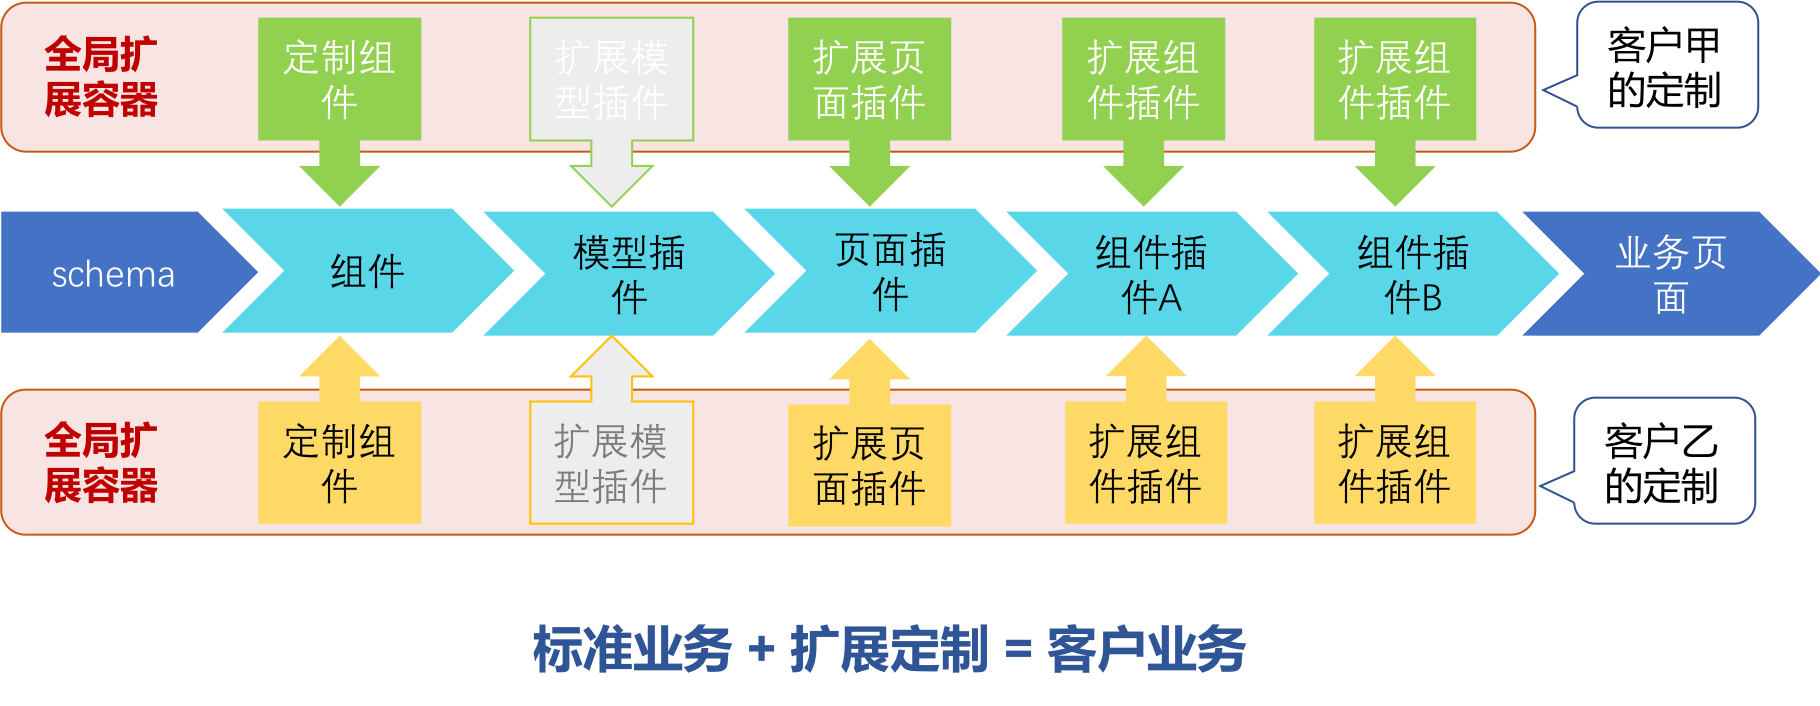 全局扩
展容器
定制组
件
扩展模
型插件
扩展页
面插件
扩展组
件插件
扩展组
件插件
客户甲
的定制
schema
组件
模型插
件
页面插
件
组件插
件A
组件插
件B
业务页
面
全局扩
展容器
定制组
件
扩展模
型插件
扩展页
面插件
扩展组
件插件
扩展组
件插件
客户乙
的定制
标准业务 + 扩展定制 = 客户业务